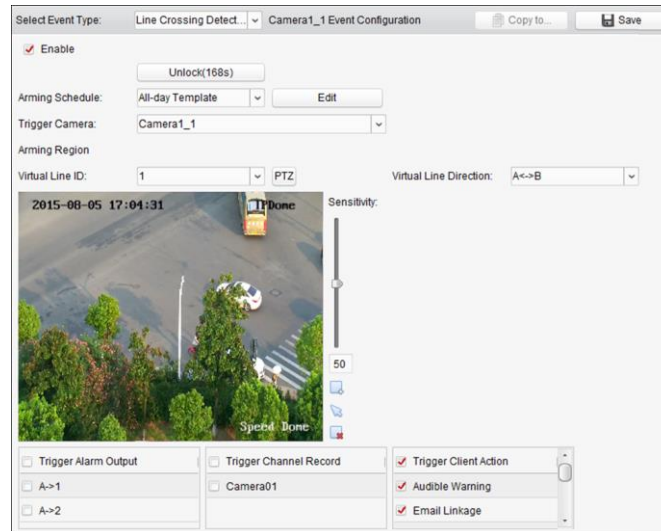 Select Event Type: Line Crossing Detect... Camera1_1 Event Configuration Copy to... Save
Enable
Unlock(168s)
Arming Schedule: All-day Template Edit
Trigger Camera: Camera1_1
Arming Region
Virtual Line ID: 1 PTZ Virtual Line Direction: A<->B
2015-08-05 17:04:31 IPDome
Sensitivity:
50
Speed Dome
Trigger Alarm Output Trigger Channel Record Trigger Client Action
A->1 Camera01 Audible Warning
A->2 Email Linkage